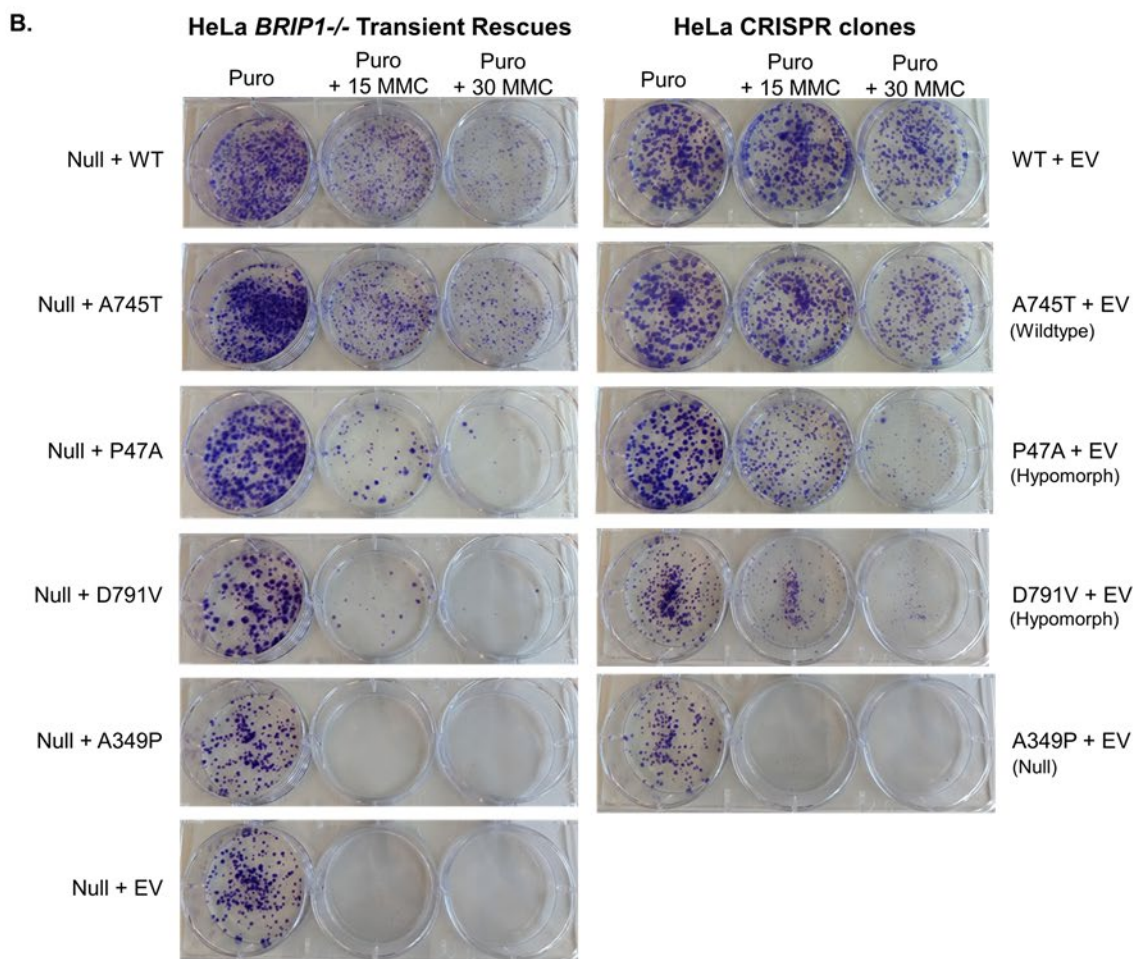 B.
HeLa BRIP1-/- Transient Rescues
HeLa CRISPR clones
Puro
Puro
+ 15 MMC
Puro
+ 30 MMC
Puro
Puro
+ 15 MMC
Puro
+ 30 MMC
Null + WT
WT + EV
Null + A745T
A745T + EV
(Wildtype)
Null + P47A
P47A + EV
(Hypomorph)
Null + D791V
D791V + EV
(Hypomorph)
Null + A349P
A349P + EV
(Null)
Null + EV